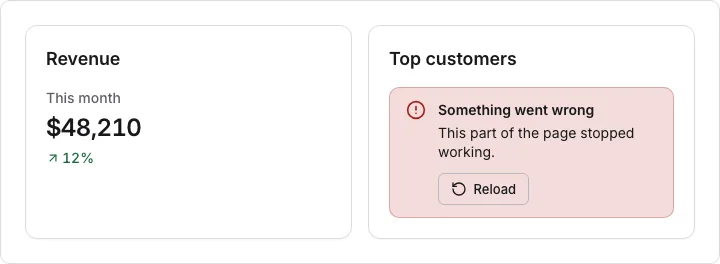 Revenue
This month
$48,210
12%
Top customers
Something went wrong
This part of the page stopped
working.
Reload